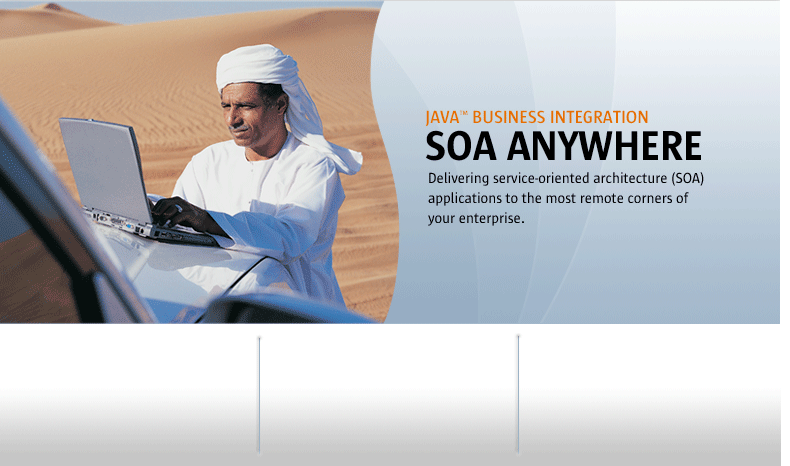 JAVA™ BUSINESS INTEGRATION
SOA ANYWHERE
Delivering service-oriented architecture (SOA)
applications to the most remote corners of
your enterprise.